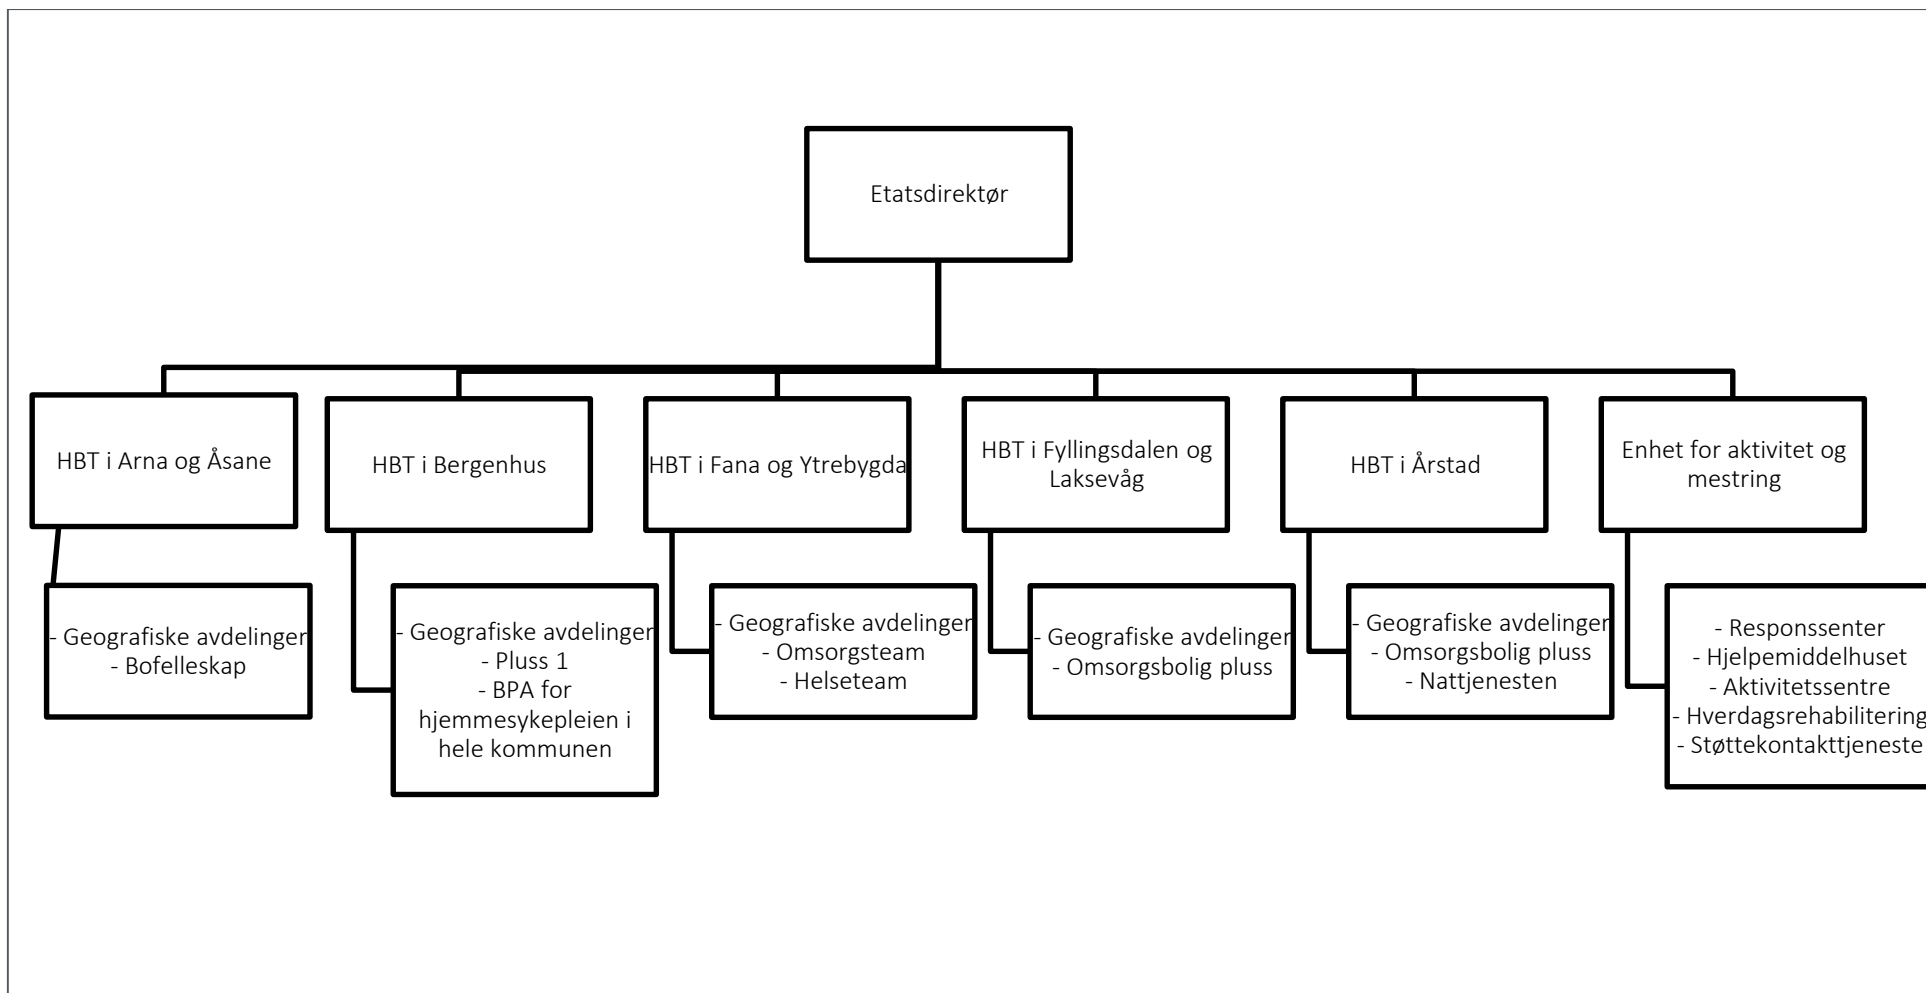 Etatsdirektør
HBT i Arna og Åsane
HBT i Bergenhus
HBT i Fana og Ytrebygda
HBT i Fyllingsdalen og
Laksevåg
HBT i Årstad
Enhet for aktivitet og
mestring
- Geografiske avdelinger
- Bofelleskap
- Geografiske avdelinger
- Pluss 1
- BPA for
hjemmesykepleien i
hele kommunen
- Geografiske avdelinger
- Omsorgsteam
- Helseteam
- Geografiske avdelinger
- Omsorgsbolig pluss
- Geografiske avdelinger
- Omsorgsbolig pluss
- Nattjenesten
- Responssenter
- Hjelpemiddelhuset
- Aktivitetssentre
- Hverdagsrehabilitering
- Støttekontakttjeneste